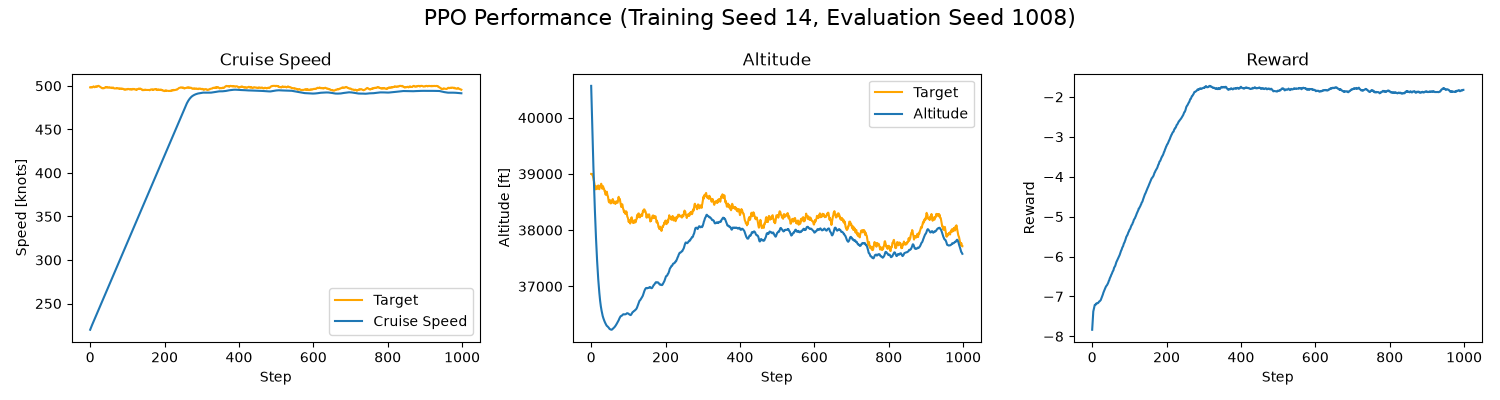 PPO Performance (Training Seed 14, Evaluation Seed 1008)
Cruise Speed
Speed [knots]
500
450
400
350
300
250
0 200 400 600 800 1000
Step
Target
Cruise Speed
Altitude
Altitude [ft]
40000
39000
38000
37000
0 200 400 600 800 1000
Step
Target
Altitude
Reward
Reward
−2
−3
−4
−5
−6
−7
−8
0 200 400 600 800 1000
Step